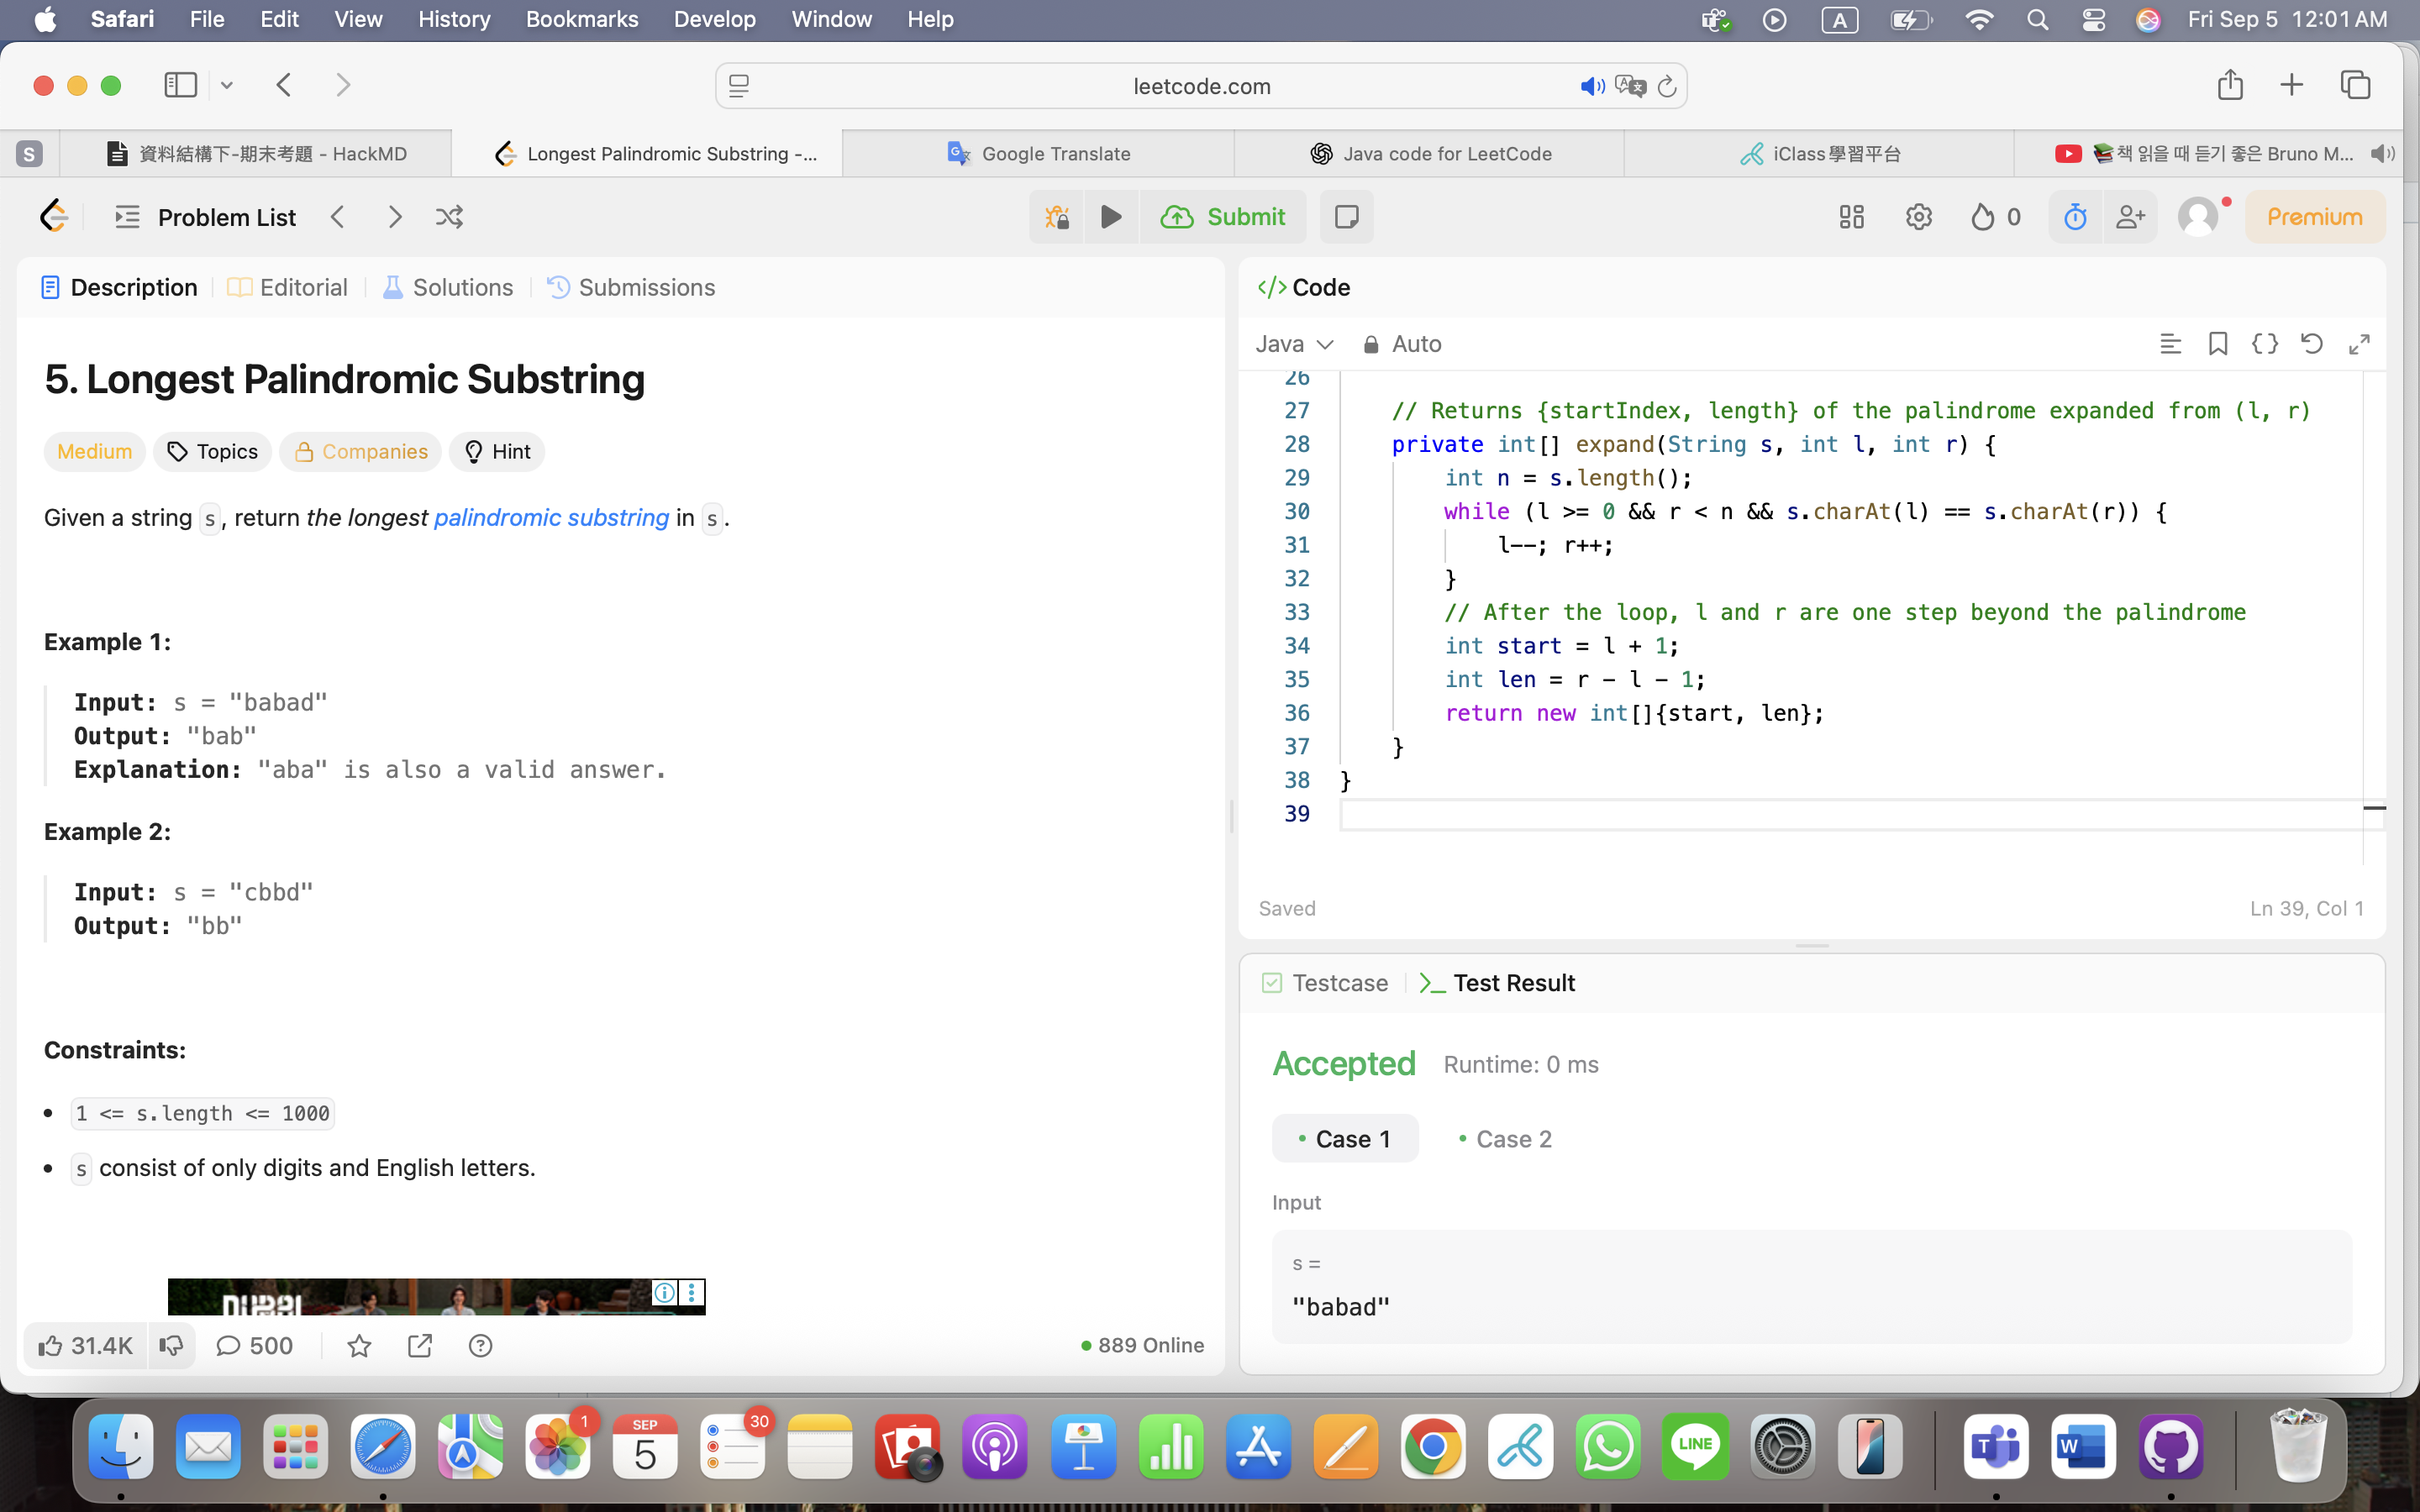 Safari File Edit View History Bookmarks Develop Window Help A Fri Sep 5 12:01 AM
leetcode.com
S 資料結構下-期末考題 - HackMD Longest Palindromic Substring -... Google Translate Java code for LeetCode iClass 學習平台 책 읽을 때 듣기 좋은 Bruno M...
Problem List Submit 0 Premium
Description Editorial Solutions Submissions
5. Longest Palindromic Substring
Medium Topics Companies Hint
Given a string s, return the longest palindromic substring in s.
Example 1:
Input: s = "babad"
Output: "bab"
Explanation: "aba" is also a valid answer.
Example 2:
Input: s = "cbbd"
Output: "bb"
Constraints:
1 <= s.length <= 1000
s consist of only digits and English letters.
DUBAI
31.4K 500 889 Online
</> Code
Java Auto
26
27 // Returns {startIndex, length} of the palindrome expanded from (l, r)
28 private int[] expand(String s, int l, int r) {
29 int n = s.length();
30 while (l >= 0 && r < n && s.charAt(l) == s.charAt(r)) {
31 l--; r++;
32 }
33 // After the loop, l and r are one step beyond the palindrome
34 int start = l + 1;
35 int len = r - l - 1;
36 return new int[]{start, len};
37 }
38 }
39
Saved Ln 39, Col 1
Testcase Test Result
Accepted Runtime: 0 ms
Case 1 Case 2
Input
s =
"babad"
1 SEP 5 30 LINE T W